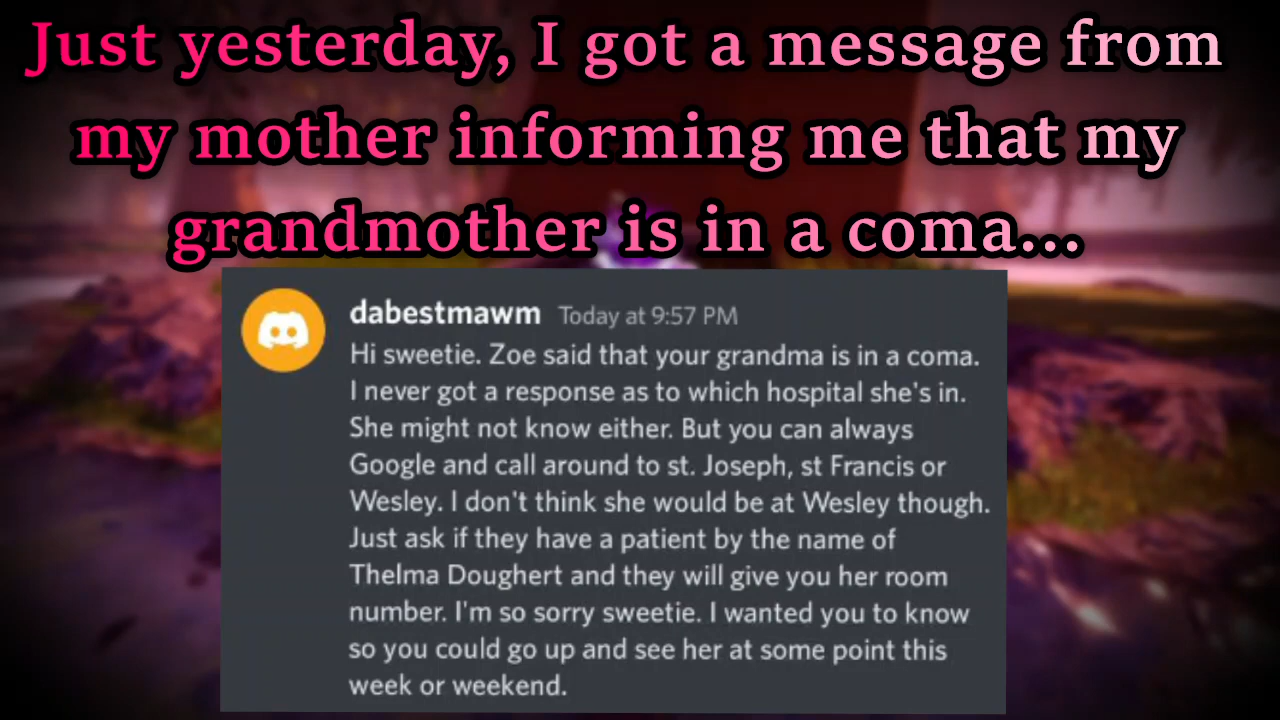 Just yesterday, I got a message from
my mother informing me that my
grandmother is in a coma...
dabestmawm Today at 9:57 PM
Hi sweetie. Zoe said that your grandma is in a coma.
I never got a response as to which hospital she's in.
She might not know either. But you can always
Google and call around to st. Joseph, st Francis or
Wesley. I don't think she would be at Wesley though.
Just ask if they have a patient by the name of
Thelma Doughert and they will give you her room
number. I'm so sorry sweetie. I wanted you to know
so you could go up and see her at some point this
week or weekend.